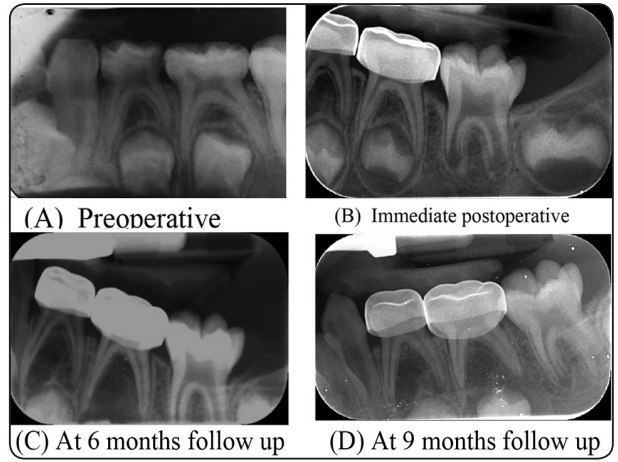 (A) Preoperative
(B) Immediate postoperative
(C) At 6 months follow up
(D) At 9 months follow up